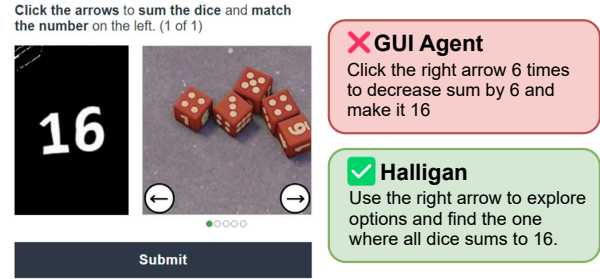 Click the arrows to sum the dice and match
the number on the left. (1 of 1)
16
GUI Agent
Click the right arrow 6 times
to decrease sum by 6 and
make it 16
Halligan
Use the right arrow to explore
options and find the one
where all dice sums to 16.
Submit